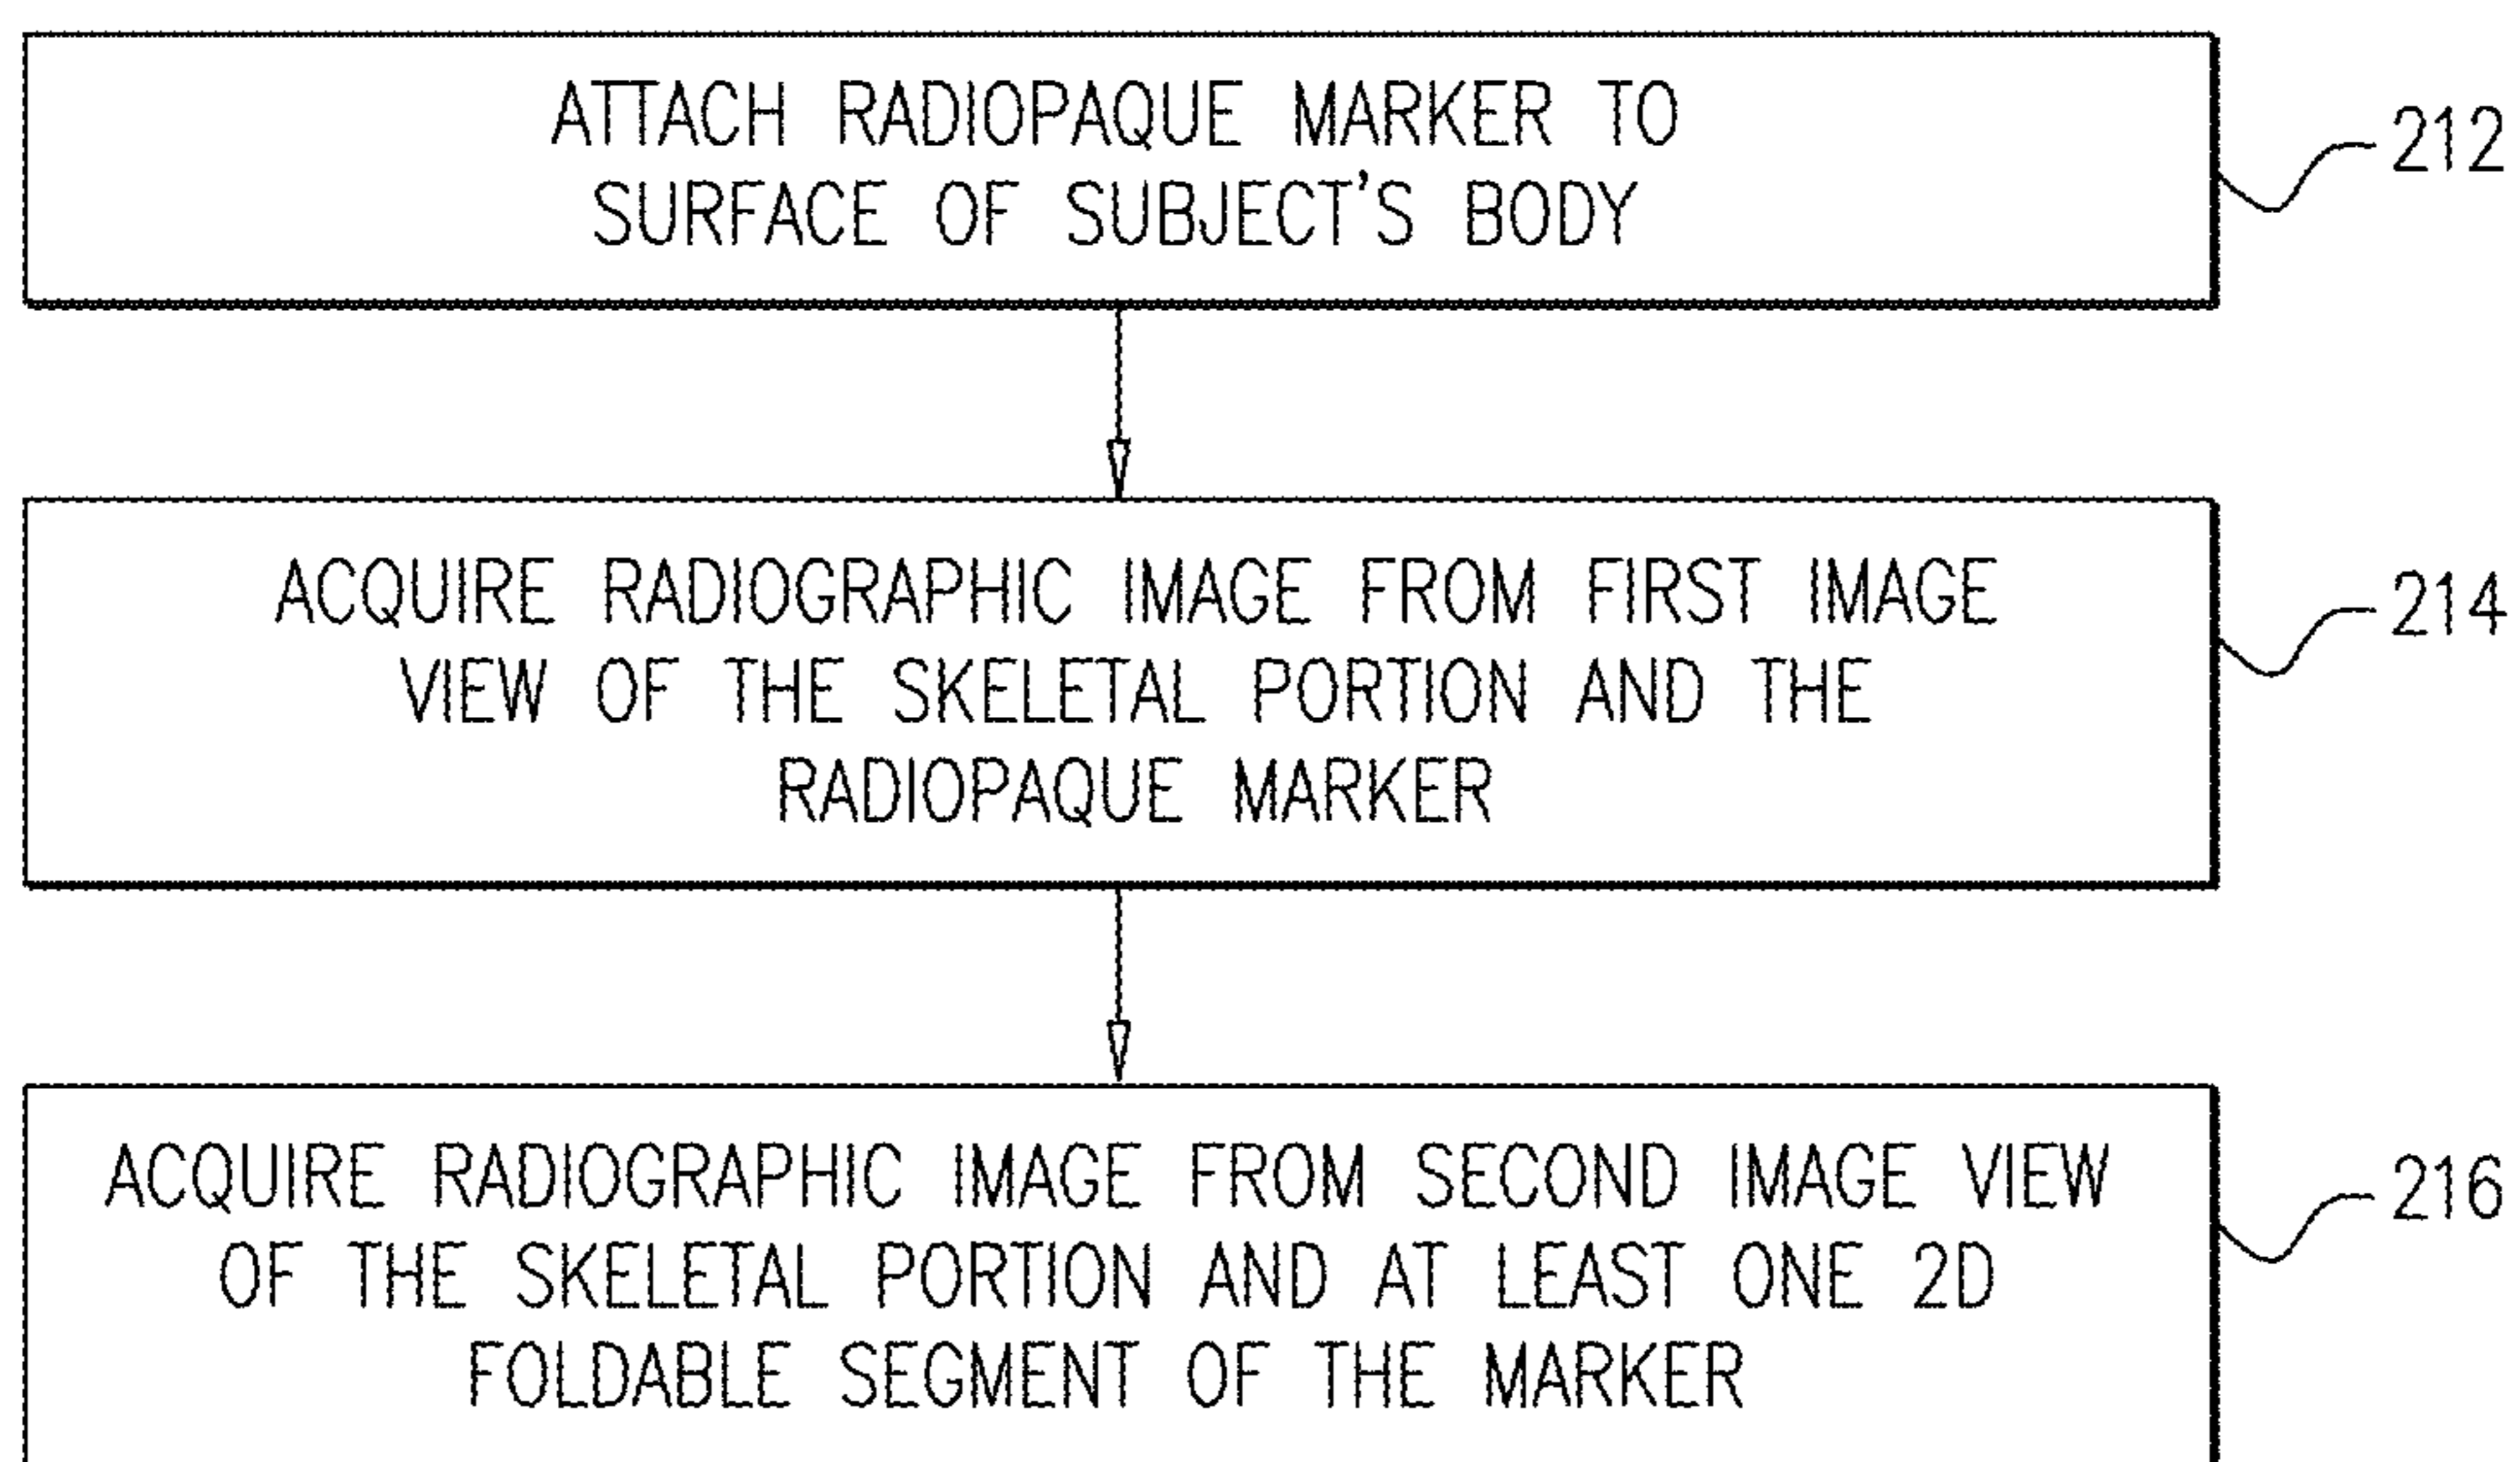 ATTACH RADIOPAQUE MARKER TO
SURFACE OF SUBJECT'S BODY
212
ACQUIRE RADIOGRAPHIC IMAGE FROM FIRST IMAGE
VIEW OF THE SKELETAL PORTION AND THE
RADIOPAQUE MARKER
214
ACQUIRE RADIOGRAPHIC IMAGE FROM SECOND IMAGE VIEW
OF THE SKELETAL PORTION AND AT LEAST ONE 2D
FOLDABLE SEGMENT OF THE MARKER
216